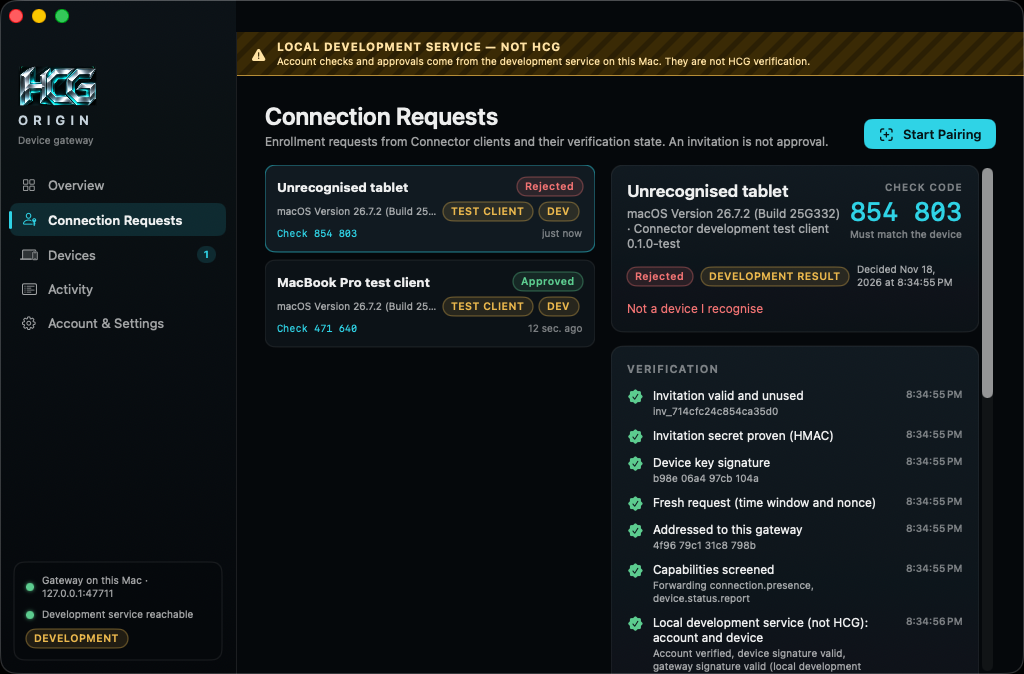 HCG
ORIGIN
Device gateway
Overview
Connection Requests
Devices
1
Activity
Account & Settings
Gateway on this Mac ·
127.0.0.1:47711
Development service reachable
DEVELOPMENT
LOCAL DEVELOPMENT SERVICE — NOT HCG
Account checks and approvals come from the development service on this Mac. They are not HCG verification.
Connection Requests
Enrollment requests from Connector clients and their verification state. An invitation is not approval.
Start Pairing
Unrecognised tablet
Rejected
macOS Version 26.7.2 (Build 25...
TEST CLIENT
DEV
Check 854 803
just now
MacBook Pro test client
Approved
macOS Version 26.7.2 (Build 25...
TEST CLIENT
DEV
Check 471 640
12 sec. ago
Unrecognised tablet
macOS Version 26.7.2 (Build 25G332)
· Connector development test client
0.1.0-test
CHECK CODE
854 803
Must match the device
Rejected
DEVELOPMENT RESULT
Decided Nov 18,
2026 at 8:34:55 PM
Not a device I recognise
VERIFICATION
Invitation valid and unused
8:34:55 PM
inv_714cfc24c854ca35d0
Invitation secret proven (HMAC)
8:34:55 PM
Device key signature
8:34:55 PM
b98e 06a4 97cb 104a
Fresh request (time window and nonce)
8:34:55 PM
Addressed to this gateway
8:34:55 PM
4f96 79c1 31c8 798b
Capabilities screened
8:34:55 PM
Forwarding connection.presence,
device.status.report
Local development service (not HCG):
account and device
8:34:56 PM
Account verified, device signature valid,
gateway signature valid (local development